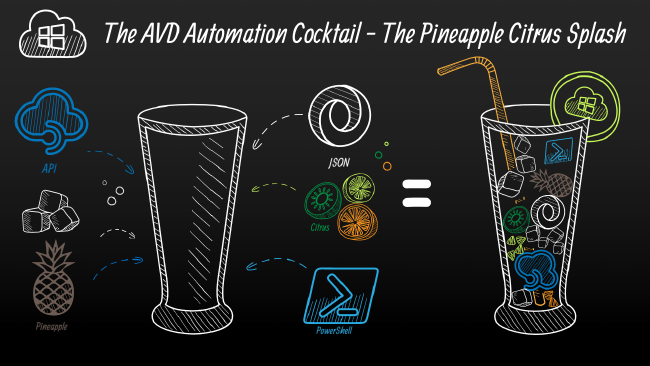 The AVD Automation Cocktail - The Pineapple Citrus Splash
API
JSON
Citrus
Pineapple
PowerShell